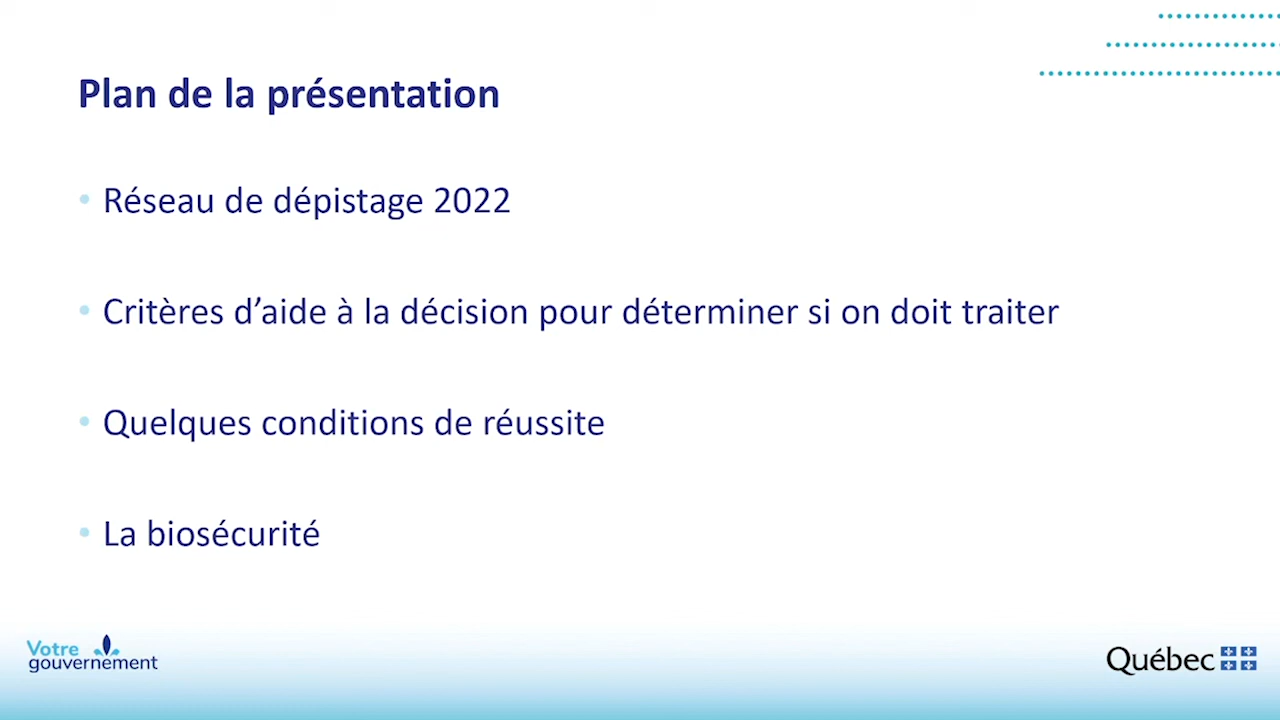 Plan de la présentation
• Réseau de dépistage 2022
• Critères d’aide à la décision pour déterminer si on doit traiter
• Quelques conditions de réussite
• La biosécurité
Votre
gouvernement
Québec